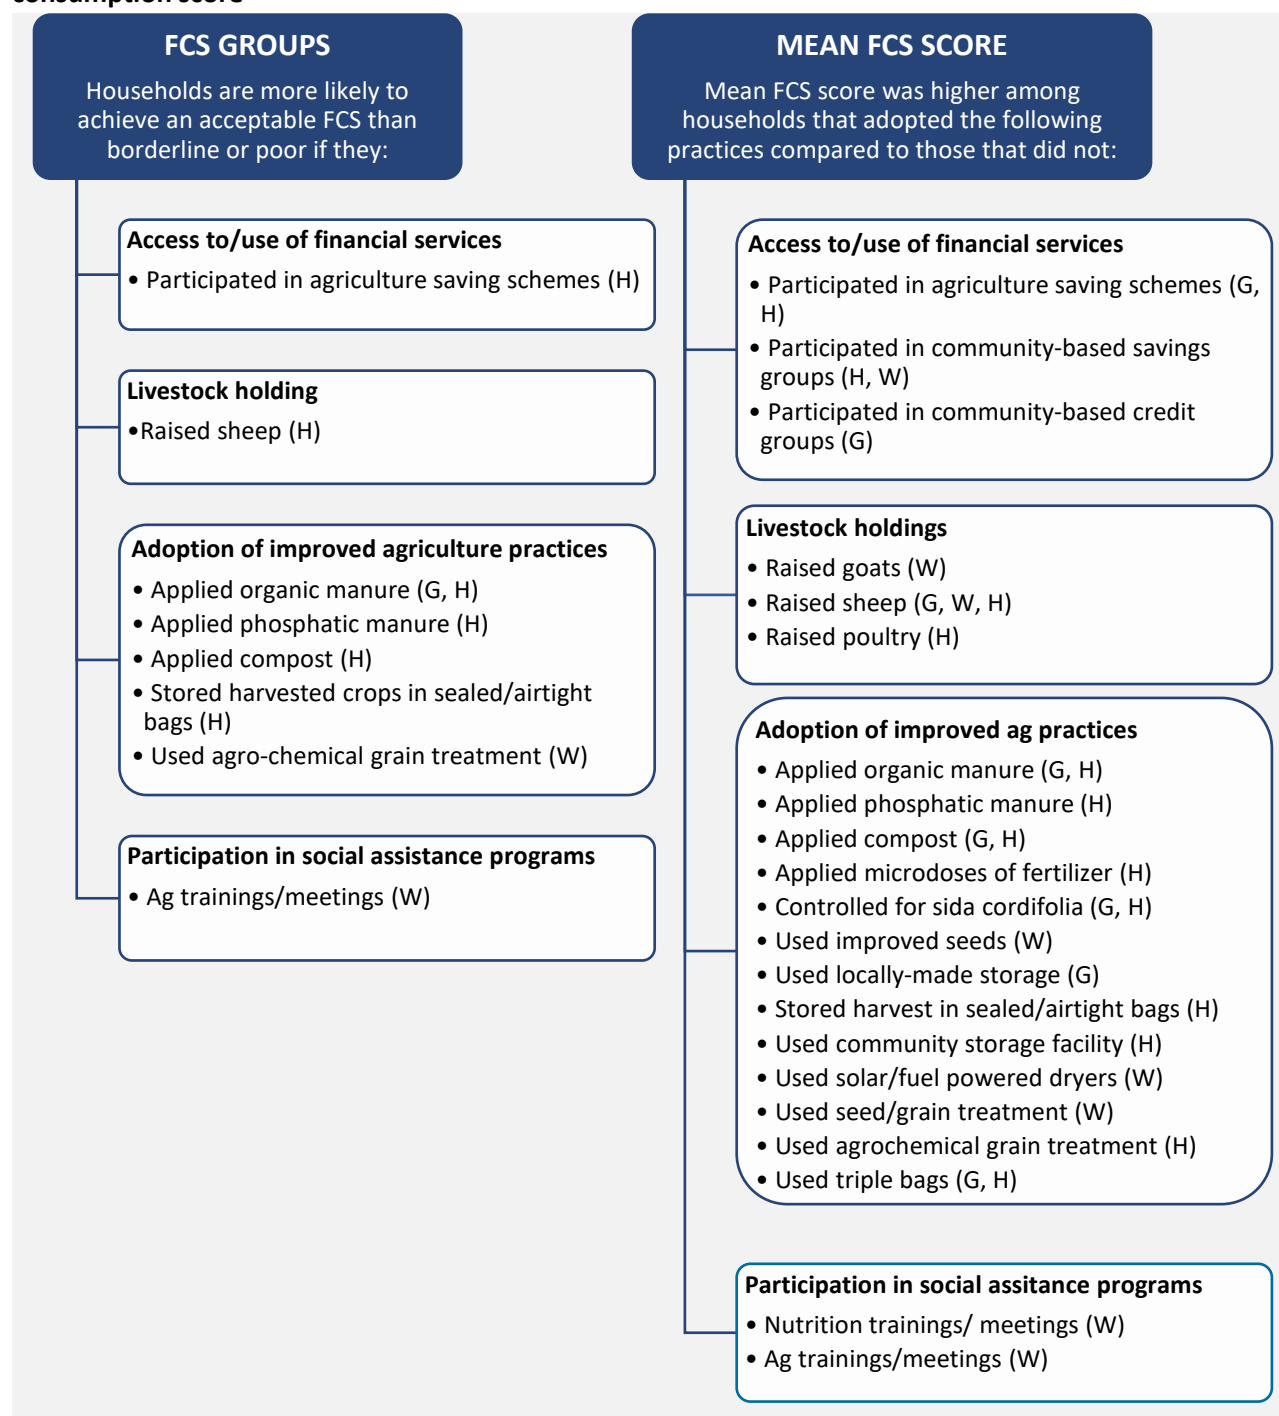 consumption score
FCS GROUPS
Households are more likely to
achieve an acceptable FCS than
borderline or poor if they:
Access to/use of financial services
• Participated in agriculture saving schemes (H)
Livestock holding
•Raised sheep (H)
Adoption of improved agriculture practices
• Applied organic manure (G, H)
• Applied phosphatic manure (H)
• Applied compost (H)
• Stored harvested crops in sealed/airtight
bags (H)
• Used agro-chemical grain treatment (W)
Participation in social assistance programs
• Ag trainings/meetings (W)
MEAN FCS SCORE
Mean FCS score was higher among
households that adopted the following
practices compared to those that did not:
Access to/use of financial services
• Participated in agriculture saving schemes (G,
H)
• Participated in community-based savings
groups (H, W)
• Participated in community-based credit
groups (G)
Livestock holdings
• Raised goats (W)
• Raised sheep (G, W, H)
• Raised poultry (H)
Adoption of improved ag practices
• Applied organic manure (G, H)
• Applied phosphatic manure (H)
• Applied compost (G, H)
• Applied microdoses of fertilizer (H)
• Controlled for sida cordifolia (G, H)
• Used improved seeds (W)
• Used locally-made storage (G)
• Stored harvest in sealed/airtight bags (H)
• Used community storage facility (H)
• Used solar/fuel powered dryers (W)
• Used seed/grain treatment (W)
• Used agrochemical grain treatment (H)
• Used triple bags (G, H)
Participation in social assitance programs
• Nutrition trainings/ meetings (W)
• Ag trainings/meetings (W)